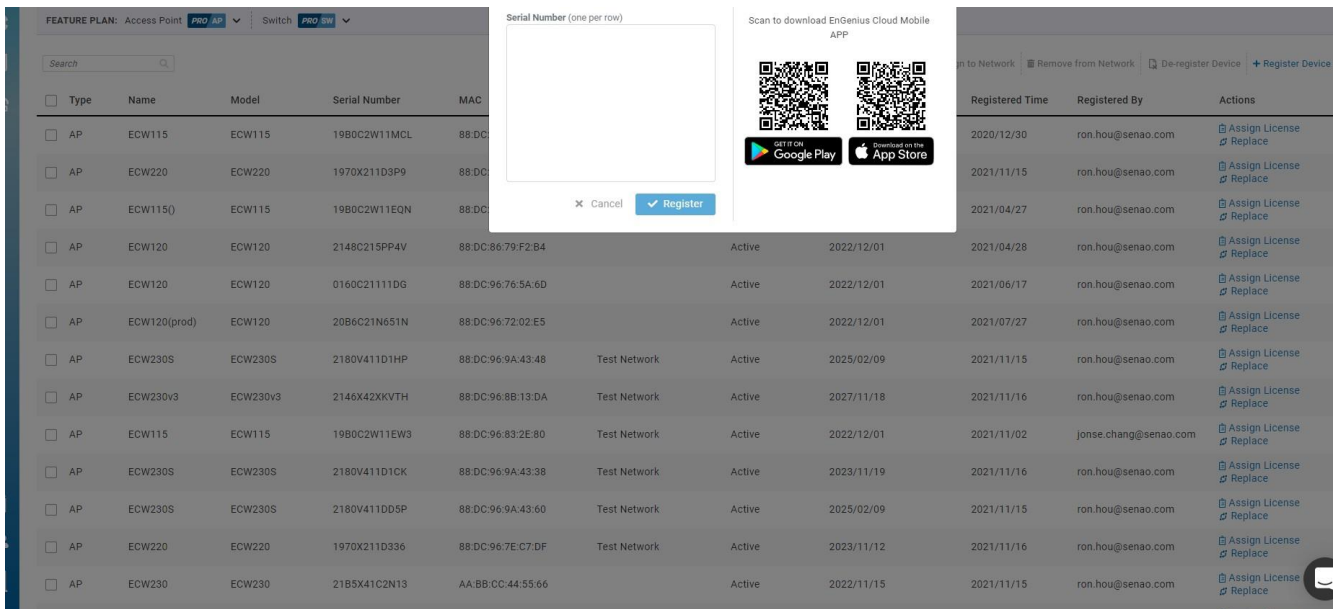 FEATURE PLAN: Access Point PRO AP Switch PRO SW
Serial Number (one per row)
Scan to download EnGenius Cloud Mobile
APP
GET IT ON
Google Play
Download on the
App Store
Cancel Register
Search
to Network Remove from Network De-register Device + Register Device
Type Name Model Serial Number MAC Registered Time Registered By Actions
AP ECW115 ECW115 19B0C2W11MCL 88:DC: 2020/12/30 ron.hou@senao.com Assign License
Replace
AP ECW220 ECW220 1970X211D3P9 88:DC: 2021/11/15 ron.hou@senao.com Assign License
Replace
AP ECW115() ECW115 19B0C2W11EQN 88:DC: 2021/04/27 ron.hou@senao.com Assign License
Replace
AP ECW120 ECW120 2148C215PP4V 88:DC:86:79:F2:B4 Active 2022/12/01 2021/04/28 ron.hou@senao.com Assign License
Replace
AP ECW120 ECW120 0160C21111DG 88:DC:96:76:5A:6D Active 2022/12/01 2021/06/17 ron.hou@senao.com Assign License
Replace
AP ECW120(prod) ECW120 20B6C21N651N 88:DC:96:72:02:E5 Active 2022/12/01 2021/07/27 ron.hou@senao.com Assign License
Replace
AP ECW230S ECW230S 2180V411D1HP 88:DC:96:9A:43:48 Test Network Active 2025/02/09 2021/11/15 ron.hou@senao.com Assign License
Replace
AP ECW230v3 ECW230v3 2146X42XKVTH 88:DC:96:8B:13:DA Test Network Active 2027/11/18 2021/11/16 ron.hou@senao.com Assign License
Replace
AP ECW115 ECW115 19B0C2W11EW3 88:DC:96:83:2E:80 Test Network Active 2022/12/01 2021/11/02 jonse.chang@senao.com Assign License
Replace
AP ECW230S ECW230S 2180V411D1CK 88:DC:96:9A:43:38 Test Network Active 2023/11/19 2021/11/16 ron.hou@senao.com Assign License
Replace
AP ECW230S ECW230S 2180V411DD5P 88:DC:96:9A:43:60 Test Network Active 2025/02/09 2021/11/15 ron.hou@senao.com Assign License
Replace
AP ECW220 ECW220 1970X211D336 88:DC:96:7E:C7:DF Test Network Active 2023/11/12 2021/11/16 ron.hou@senao.com Assign License
Replace
AP ECW230 ECW230 21B5X41C2N13 AA:BB:CC:44:55:66 Active 2022/11/15 2021/11/15 ron.hou@senao.com Assign License
Replace